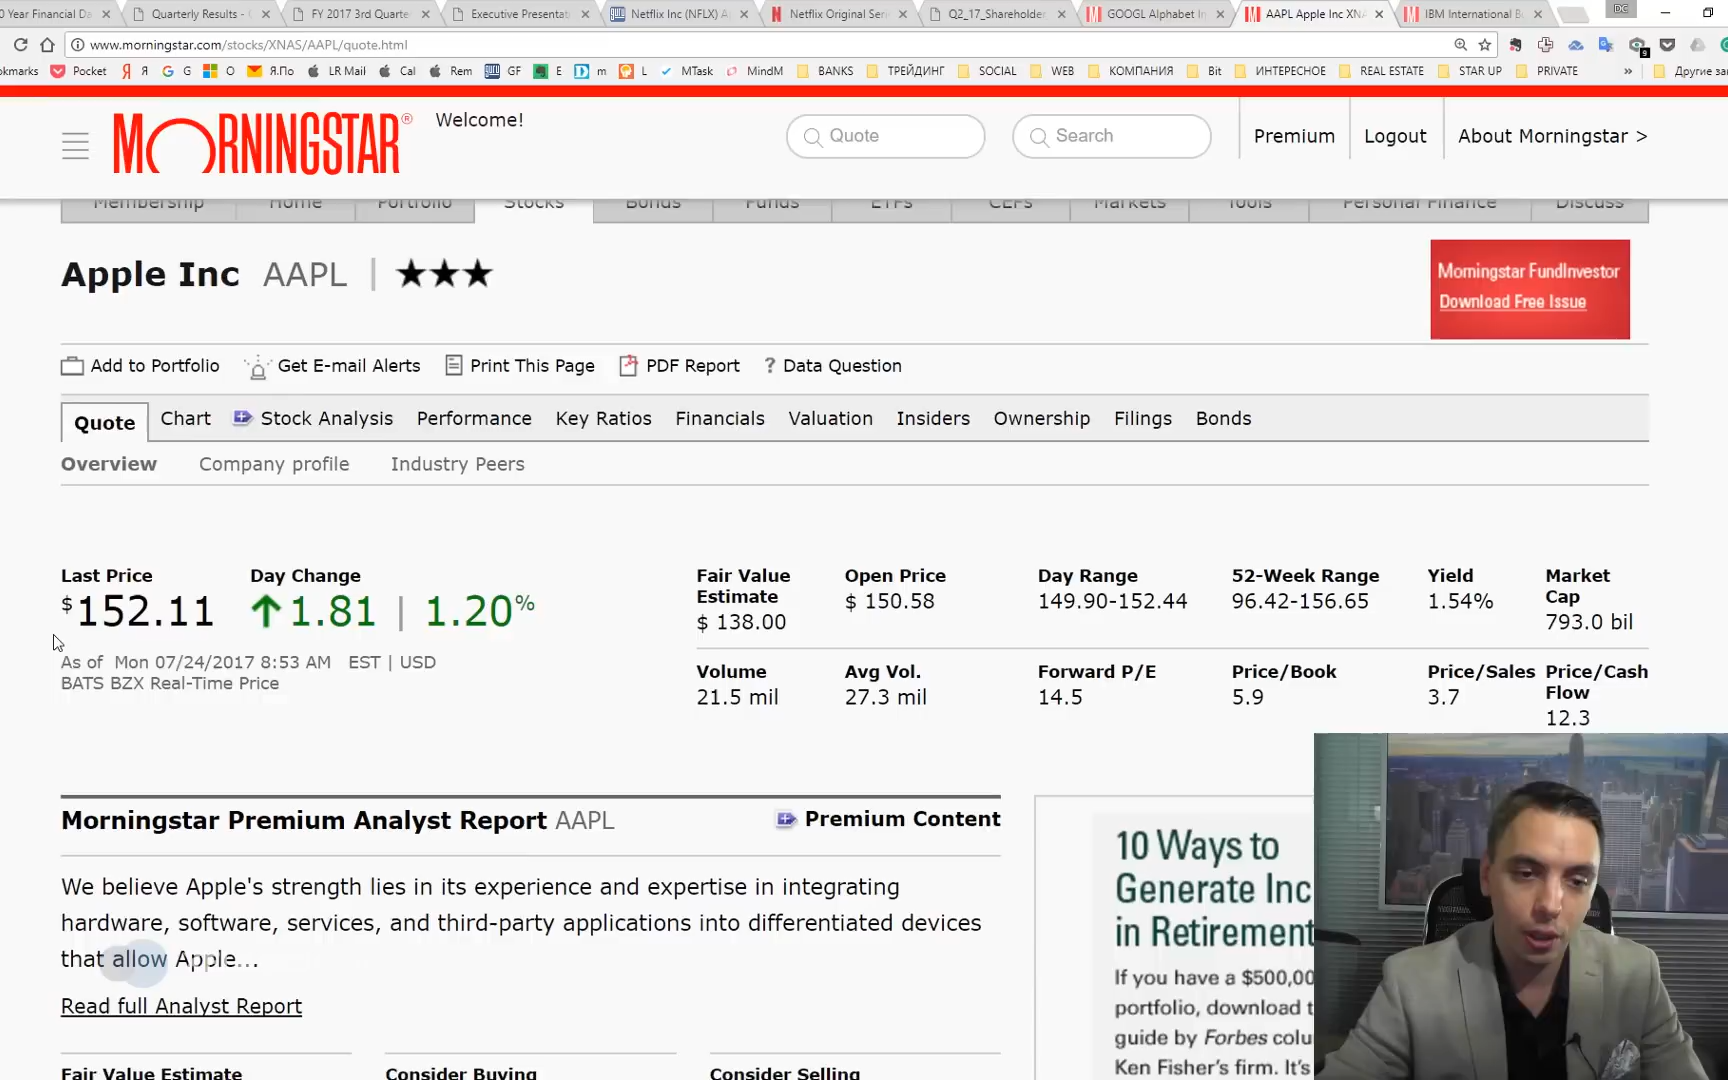 0 Year Financial Da
Quarterly Results -
FY 2017 3rd Quarte
Executive Presentat
Netflix Inc (NFLX) A
Netflix Original Seri
Q2_17_Shareholder
GOOGL Alphabet In
AAPL Apple Inc XNA
IBM International B
DC
www.morningstar.com/stocks/XNAS/AAPL/quote.html
okmarks
Pocket
Я
G
O
Я.По
LR Mail
Cal
Rem
GF
E
m
L
MTask
MindM
BANKS
ТРЕЙДИНГ
SOCIAL
WEB
КОМПАНИЯ
Bit
ИНТЕРЕСНОЕ
REAL ESTATE
STAR UP
PRIVATE
»
Другие за
MORNINGSTAR®
Welcome!
Quote
Search
Premium
Logout
About Morningstar >
Membership
Home
Portfolio
Stocks
Bonds
Funds
ETFs
CEFs
Markets
Tools
Personal Finance
Discuss
Apple Inc AAPL | ★★★
Morningstar FundInvestor
Download Free Issue
Add to Portfolio
Get E-mail Alerts
Print This Page
PDF Report
? Data Question
Quote
Chart
Stock Analysis
Performance
Key Ratios
Financials
Valuation
Insiders
Ownership
Filings
Bonds
Overview
Company profile
Industry Peers
Last Price
$152.11
Day Change
↑1.81 | 1.20%
As of Mon 07/24/2017 8:53 AM EST | USD
BATS BZX Real-Time Price
Fair Value
Estimate
$ 138.00
Open Price
$ 150.58
Day Range
149.90-152.44
52-Week Range
96.42-156.65
Yield
1.54%
Market
Cap
793.0 bil
Volume
21.5 mil
Avg Vol.
27.3 mil
Forward P/E
14.5
Price/Book
5.9
Price/Sales
3.7
Price/Cash
Flow
12.3
Morningstar Premium Analyst Report AAPL
Premium Content
We believe Apple's strength lies in its experience and expertise in integrating
hardware, software, services, and third-party applications into differentiated devices
that allow Apple...
Read full Analyst Report
10 Ways to
Generate Inc
in Retirement
If you have a $500,00
portfolio, download t
guide by Forbes colu
Ken Fisher's firm. It's
Fair Value Estimate
Consider Buying
Consider Selling